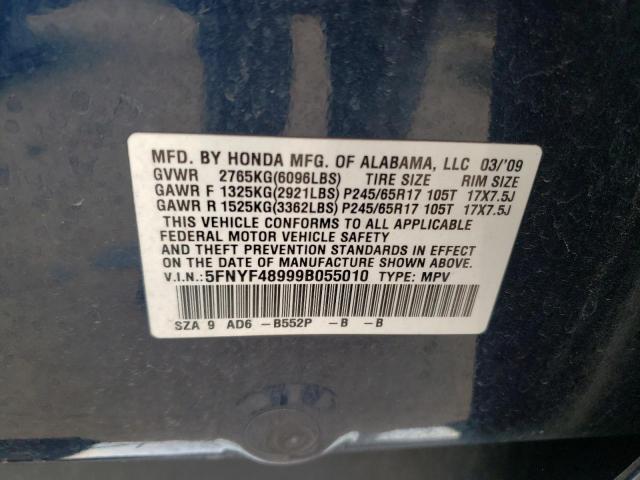 MFD. BY HONDA MFG. OF ALABAMA, LLC 03/'09
GVWR 2765KG(6096LBS) TIRE SIZE RIM SIZE
GAWR F 1325KG(2921LBS) P245/65R17 105T 17X7.5J
GAWR R 1525KG(3362LBS) P245/65R17 105T 17X7.5J
THIS VEHICLE CONFORMS TO ALL APPLICABLE
FEDERAL MOTOR VEHICLE SAFETY
AND THEFT PREVENTION STANDARDS IN EFFECT
ON THE DATE OF MANUFACTURE SHOWN ABOVE.
V.I.N.: 5FNYF48999B055010 TYPE: MPV
SZA 9 AD6 -B552P -B -B